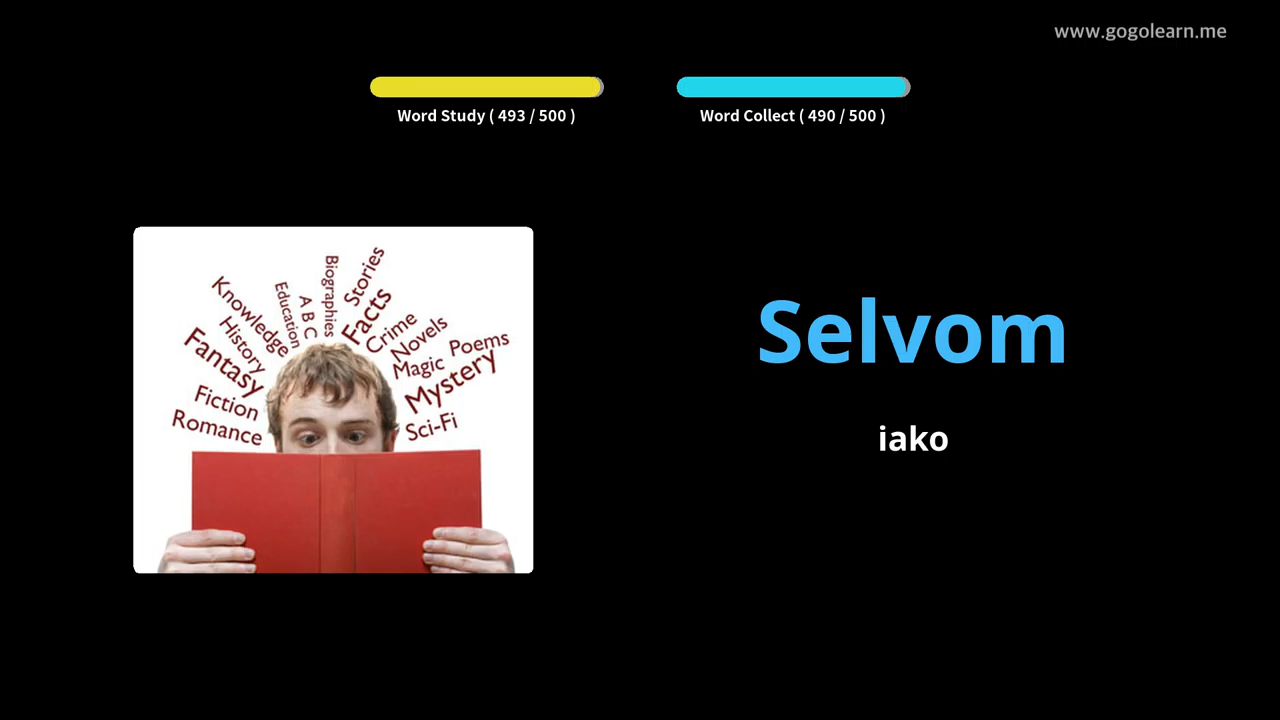 www.gogolearn.me
Word Study ( 493 / 500 )
Word Collect ( 490 / 500 )
Biographies
Stories
Knowledge
Education
A B C
Facts
History
Crime
Novels
Fantasy
Magic
Poems
Mystery
Fiction
Romance
Sci-Fi
Selvom
iako